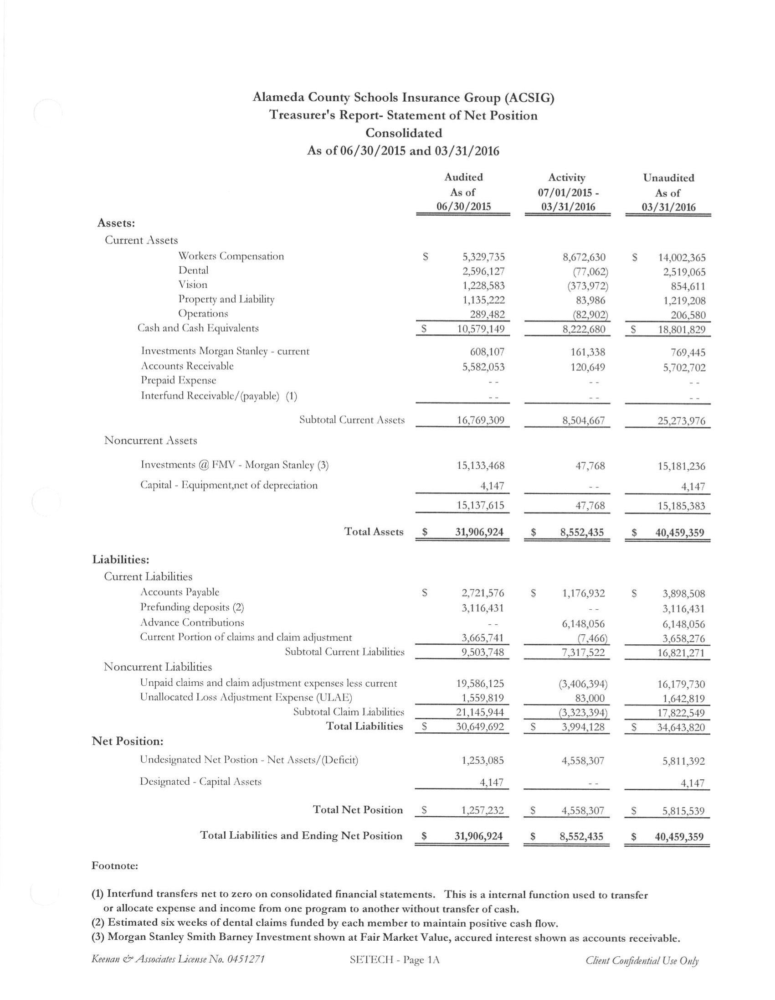 Alameda County Schools Insurance Group (ACSIG)
Treasurer's Report- Statement of Net Position
Consolidated
As of 06/30/2015 and 03/31/2016
Audited Activity Unaudited
As of 07/01/2015 - As of
06/30/2015 03/31/2016 03/31/2016
Assets:
Current Assets
Workers Compensation $ 5,329,735 8,672,630 $ 14,002,365
Dental 2,596,127 (77,062) 2,519,065
Vision 1,228,583 (373,972) 854,611
Property and Liability 1,135,222 83,986 1,219,208
Operations 289,482 (82,902) 206,580
Cash and Cash Equivalents $ 10,579,149 8,222,680 $ 18,801,829
Investments Morgan Stanley - current 608,107 161,338 769,445
Accounts Receivable 5,582,053 120,649 5,702,702
Prepaid Expense - - - - - -
Interfund Receivable/(payable) (1) - - - - - -
Subtotal Current Assets 16,769,309 8,504,667 25,273,976
Noncurrent Assets
Investments @ FMV - Morgan Stanley (3) 15,133,468 47,768 15,181,236
Capital - Equipment,net of depreciation 4,147 - - 4,147
15,137,615 47,768 15,185,383
Total Assets $ 31,906,924 $ 8,552,435 $ 40,459,359
Liabilities:
Current Liabilities
Accounts Payable $ 2,721,576 $ 1,176,932 $ 3,898,508
Prefunding deposits (2) 3,116,431 - - 3,116,431
Advance Contributions - - 6,148,056 6,148,056
Current Portion of claims and claim adjustment 3,665,741 (7,466) 3,658,276
Subtotal Current Liabilities 9,503,748 7,317,522 16,821,271
Noncurrent Liabilities
Unpaid claims and claim adjustment expenses less current 19,586,125 (3,406,394) 16,179,730
Unallocated Loss Adjustment Expense (ULAE) 1,559,819 83,000 1,642,819
Subtotal Claim Liabilities 21,145,944 (3,323,394) 17,822,549
Total Liabilities $ 30,649,692 $ 3,994,128 $ 34,643,820
Net Position:
Undesignated Net Postion - Net Assets/(Deficit) 1,253,085 4,558,307 5,811,392
Designated - Capital Assets 4,147 - - 4,147
Total Net Position $ 1,257,232 $ 4,558,307 $ 5,815,539
Total Liabilities and Ending Net Position $ 31,906,924 $ 8,552,435 $ 40,459,359
Footnote:
(1) Interfund transfers net to zero on consolidated financial statements. This is a internal function used to transfer
or allocate expense and income from one program to another without transfer of cash.
(2) Estimated six weeks of dental claims funded by each member to maintain positive cash flow.
(3) Morgan Stanley Smith Barney Investment shown at Fair Market Value, accured interest shown as accounts receivable.
Keenan & Associates License No. 0451271 SETECH - Page 1A Client Confidential Use Only